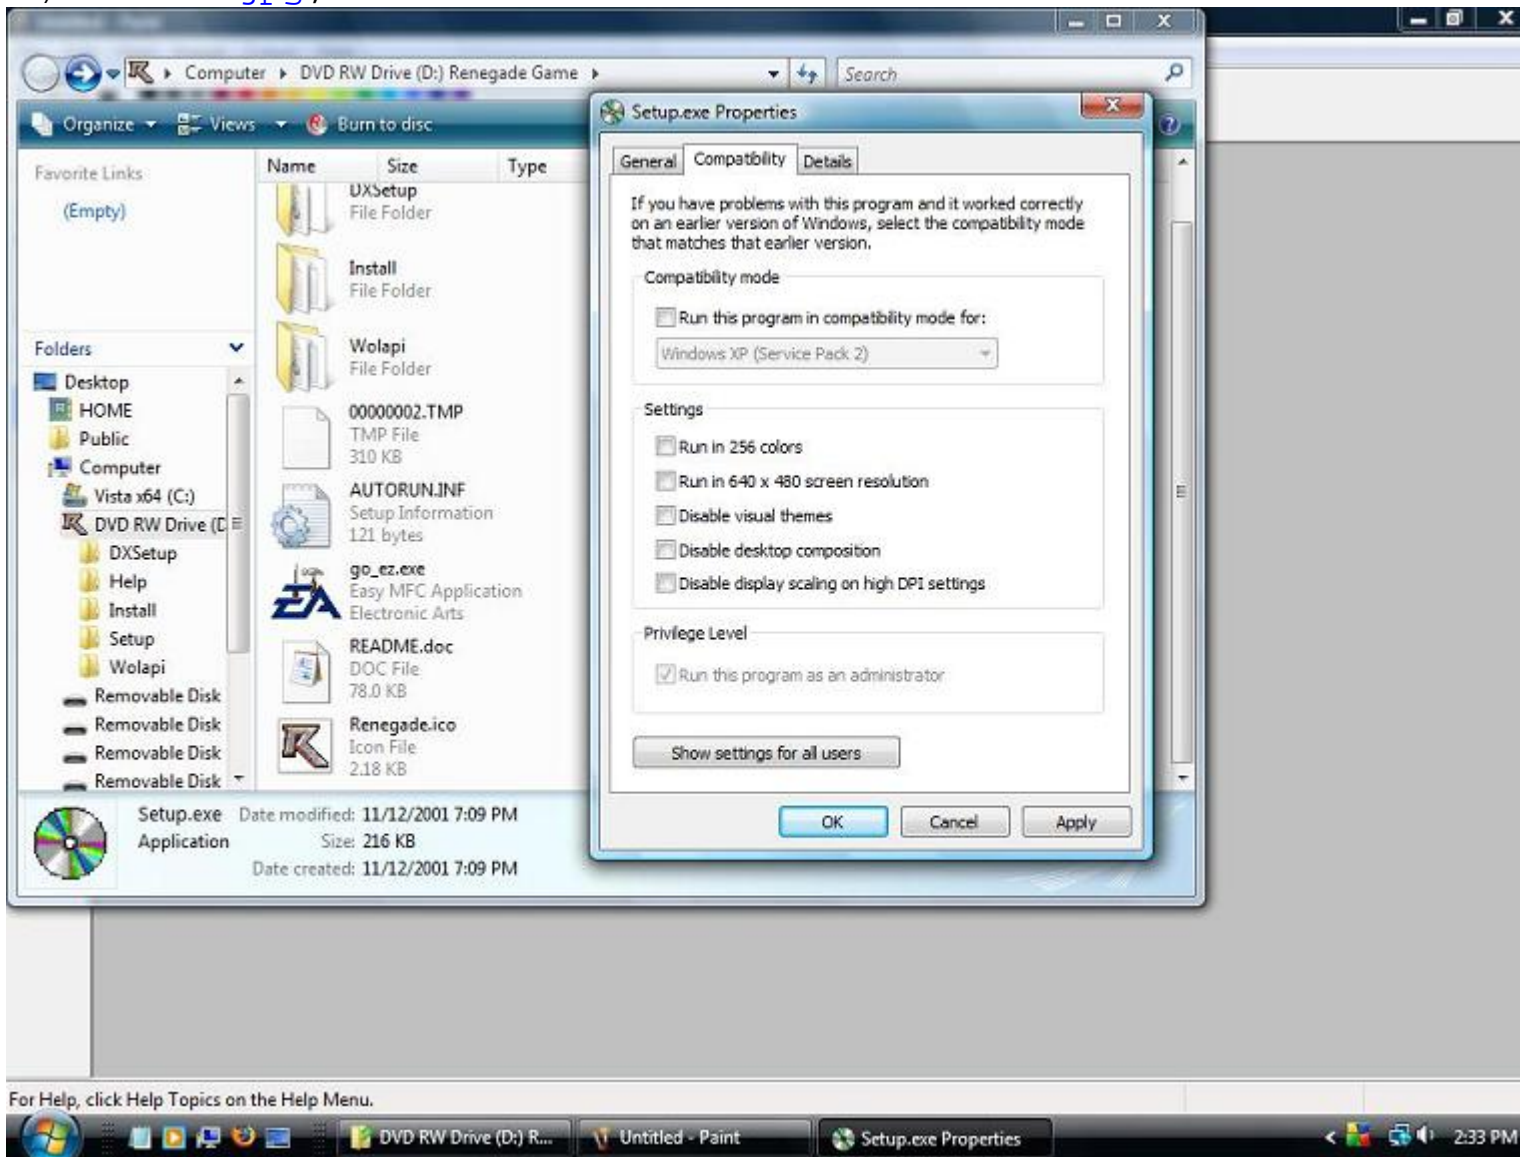 Computer ▸ DVD RW Drive (D:) Renegade Game ▸
Search
Organize
Views
Burn to disc
Favorite Links
(Empty)
Folders
Desktop
HOME
Public
Computer
Vista x64 (C:)
DVD RW Drive (D
DXSetup
Help
Install
Setup
Wolapi
Removable Disk
Removable Disk
Removable Disk
Removable Disk
Name Size Type
DXSetup
File Folder
Install
File Folder
Wolapi
File Folder
00000002.TMP
TMP File
310 KB
AUTORUN.INF
Setup Information
121 bytes
go_ez.exe
Easy MFC Application
Electronic Arts
EA
README.doc
DOC File
78.0 KB
Renegade.ico
Icon File
2.18 KB
Setup.exe Date modified: 11/12/2001 7:09 PM
Application Size: 216 KB
Date created: 11/12/2001 7:09 PM
Setup.exe Properties
General Compatibility Details
If you have problems with this program and it worked correctly
on an earlier version of Windows, select the compatibility mode
that matches that earlier version.
Compatibility mode
Run this program in compatibility mode for:
Windows XP (Service Pack 2)
Settings
Run in 256 colors
Run in 640 x 480 screen resolution
Disable visual themes
Disable desktop composition
Disable display scaling on high DPI settings
Privilege Level
Run this program as an administrator
Show settings for all users
OK Cancel Apply
For Help, click Help Topics on the Help Menu.
DVD RW Drive (D:) R... Untitled - Paint Setup.exe Properties 2:33 PM